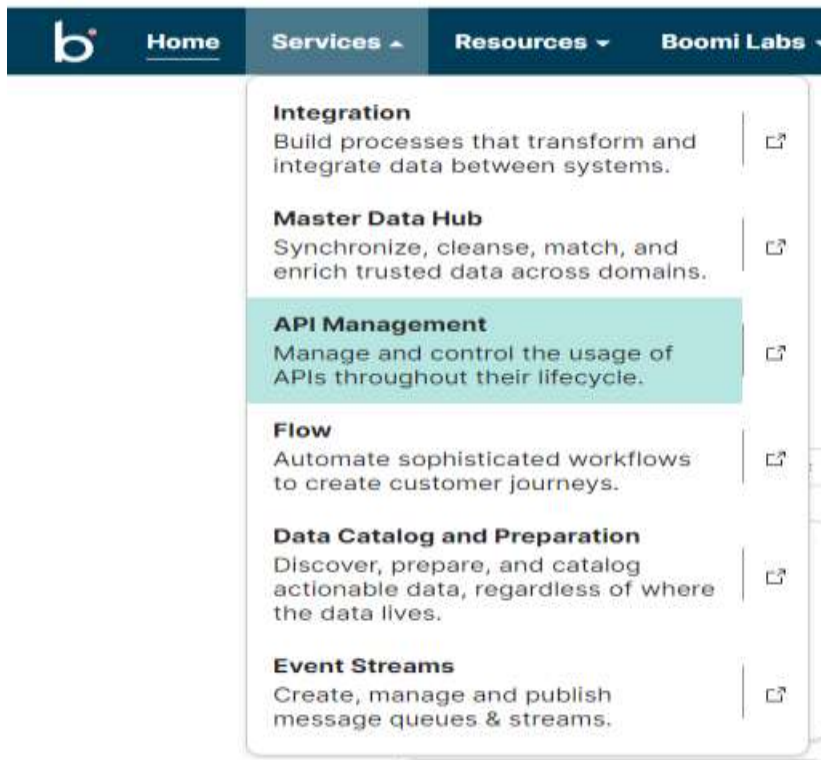 b Home Services Resources Boomi Labs
Integration
Build processes that transform and
integrate data between systems.
Master Data Hub
Synchronize, cleanse, match, and
enrich trusted data across domains.
API Management
Manage and control the usage of
APIs throughout their lifecycle.
Flow
Automate sophisticated workflows
to create customer journeys.
Data Catalog and Preparation
Discover, prepare, and catalog
actionable data, regardless of where
the data lives.
Event Streams
Create, manage and publish
message queues & streams.